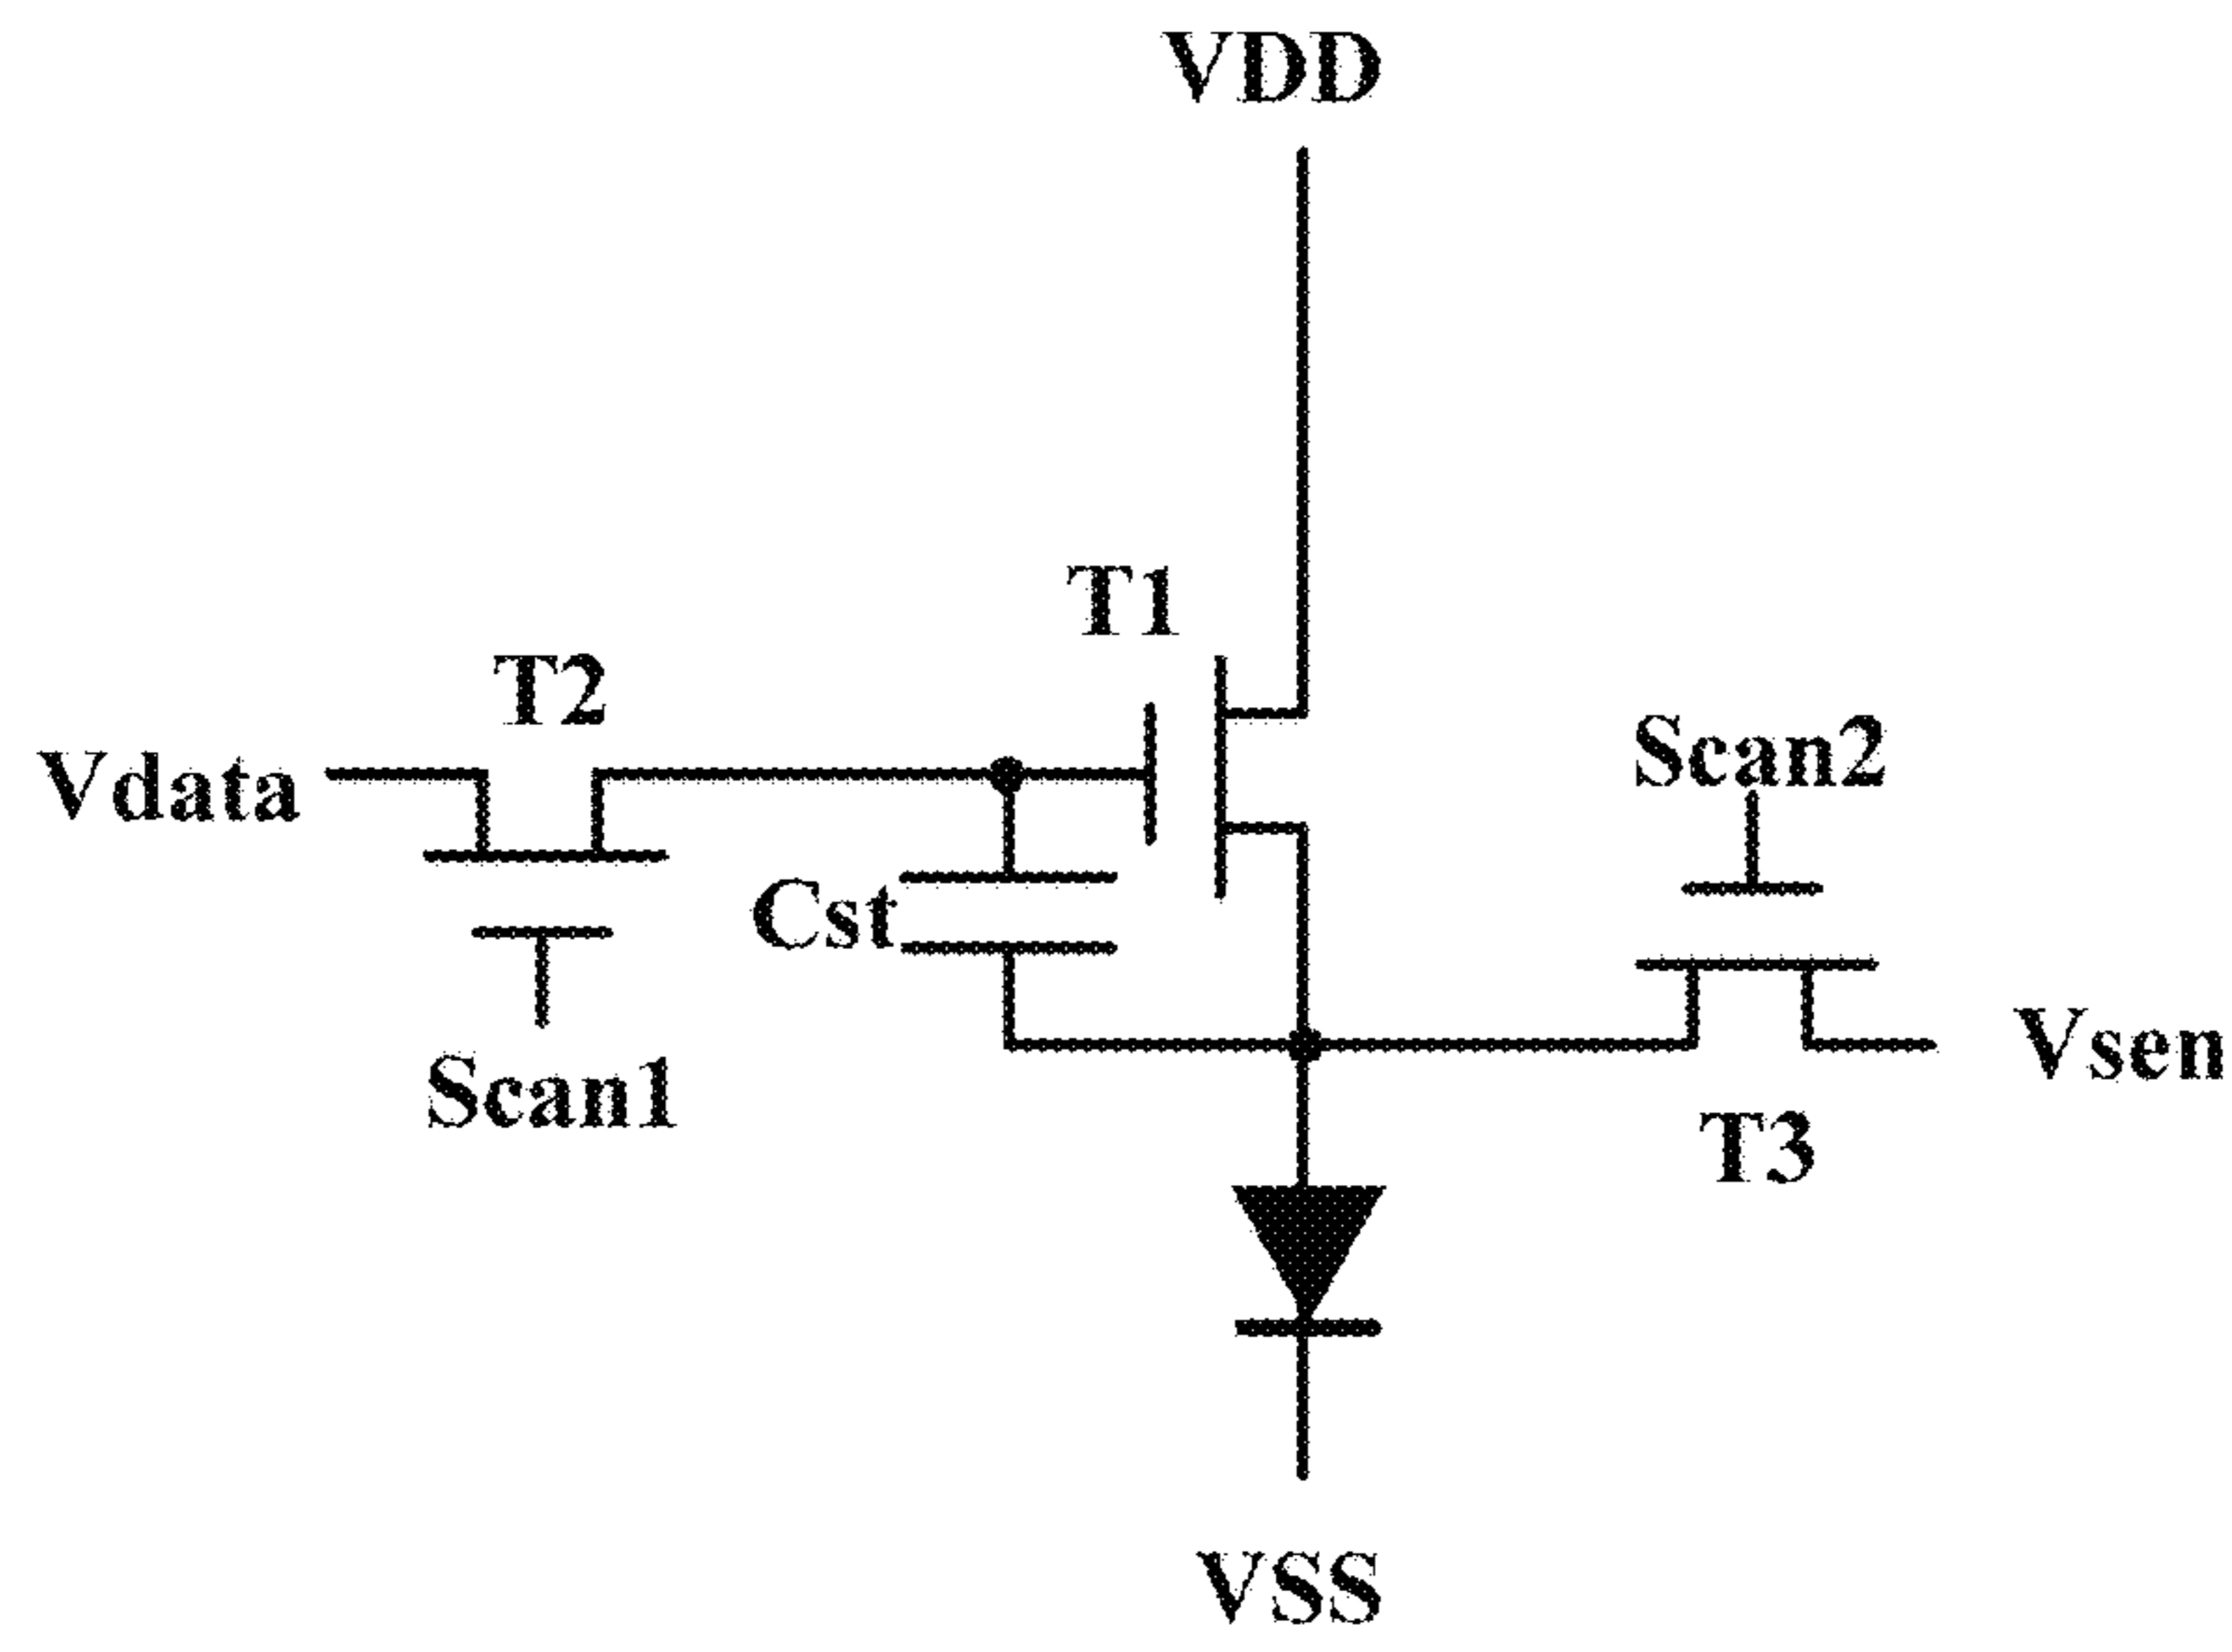 VDD
T1
T2
Scan2
Vdata
Cst
Vsen
Scan1
T3
VSS